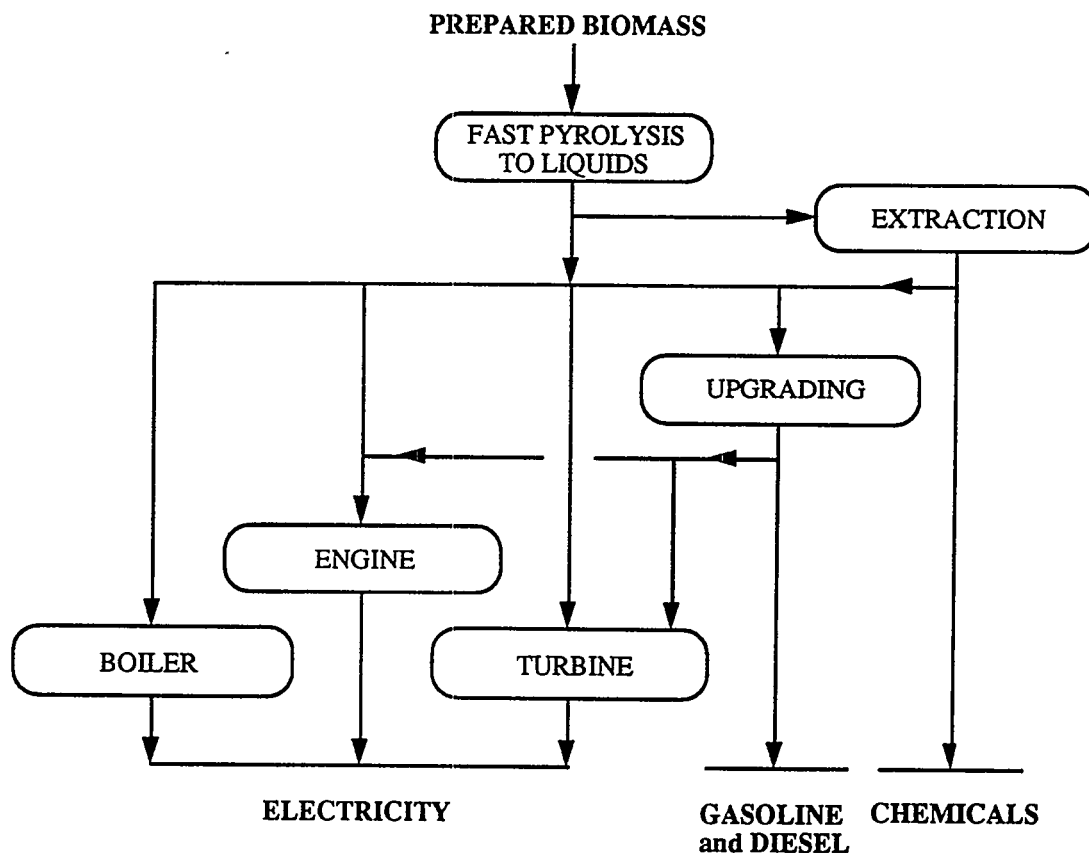 PREPARED BIOMASS
FAST PYROLYSIS
TO LIQUIDS
EXTRACTION
UPGRADING
ENGINE
BOILER
TURBINE
ELECTRICITY
GASOLINE
and DIESEL
CHEMICALS